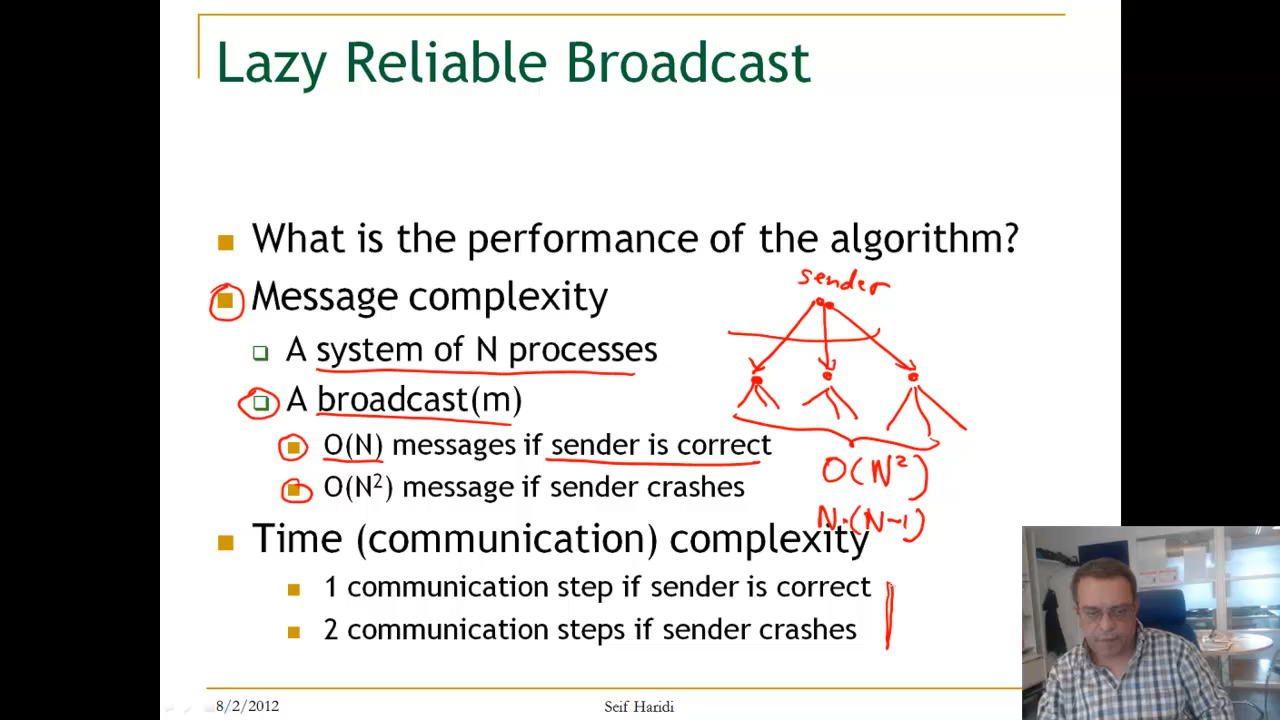 Lazy Reliable Broadcast
What is the performance of the algorithm?
sender
Message complexity
A system of N processes
A broadcast(m)
O(N) messages if sender is correct
O(N²)
O(N²) message if sender crashes
N·(N-1)
Time (communication) complexity
1 communication step if sender is correct
2 communication steps if sender crashes
8/2/2012
Seif Haridi